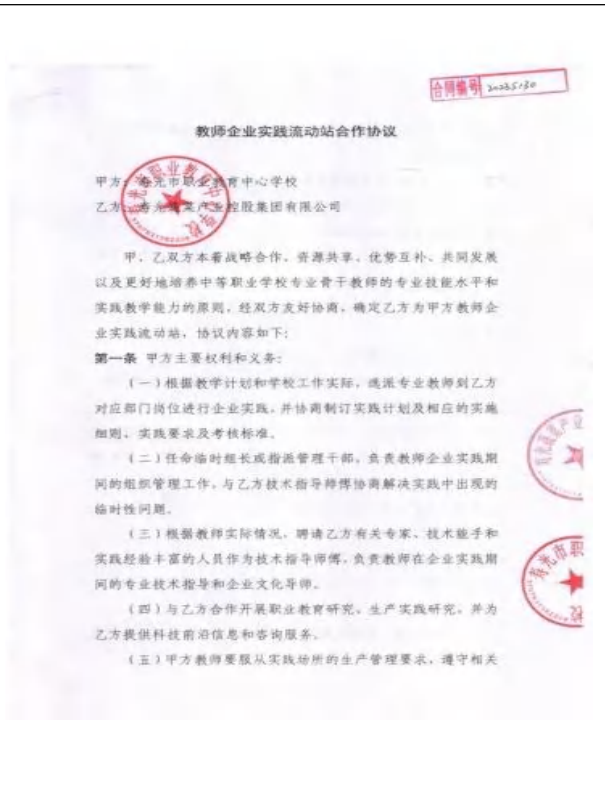 合同编号 20235130
教师企业实践流动站合作协议
甲方：寿光市职业教育中心学校
乙方：寿光蔬菜产业控股集团有限公司
甲、乙双方本着战略合作、资源共享、优势互补、共同发展
以及更好地培养中等职业学校专业骨干教师的专业技能水平和
实践教学能力的原则，经双方友好协商，确定乙方为甲方教师企
业实践流动站，协议内容如下：
第一条 甲方主要权利和义务：
（一）根据教学计划和学校工作实际，选派专业教师到乙方
对应部门岗位进行企业实践，并协商制订实践计划及相应的实施
细则、实践要求及考核标准。
（二）任命临时组长或指派管理干部，负责教师企业实践期
间的组织管理工作，与乙方技术指导师傅协商解决实践中出现的
临时性问题。
（三）根据教师实际情况，聘请乙方有关专家、技术能手和
实践经验丰富的人员作为技术指导师傅，负责教师在企业实践期
间的专业技术指导和企业文化导师。
（四）与乙方合作开展职业教育研究、生产实践研究，并为
乙方提供科技前沿信息和咨询服务。
（五）甲方教师要服从实践场所的生产管理要求，遵守相关